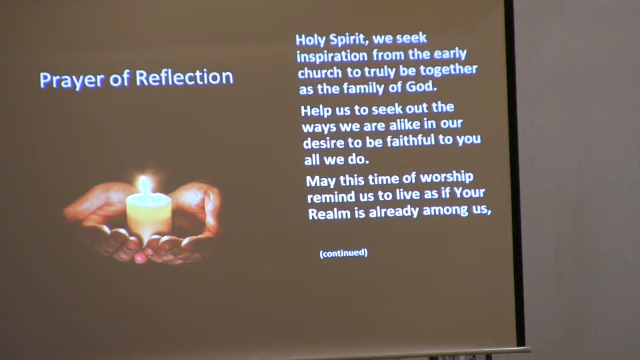 Prayer of Reflection
Holy Spirit, we seek
inspiration from the early
church to truly be together
as the family of God.
Help us to seek out the
ways we are alike in our
desire to be faithful to you
all we do.
May this time of worship
remind us to live as if Your
Realm is already among us,
(continued)